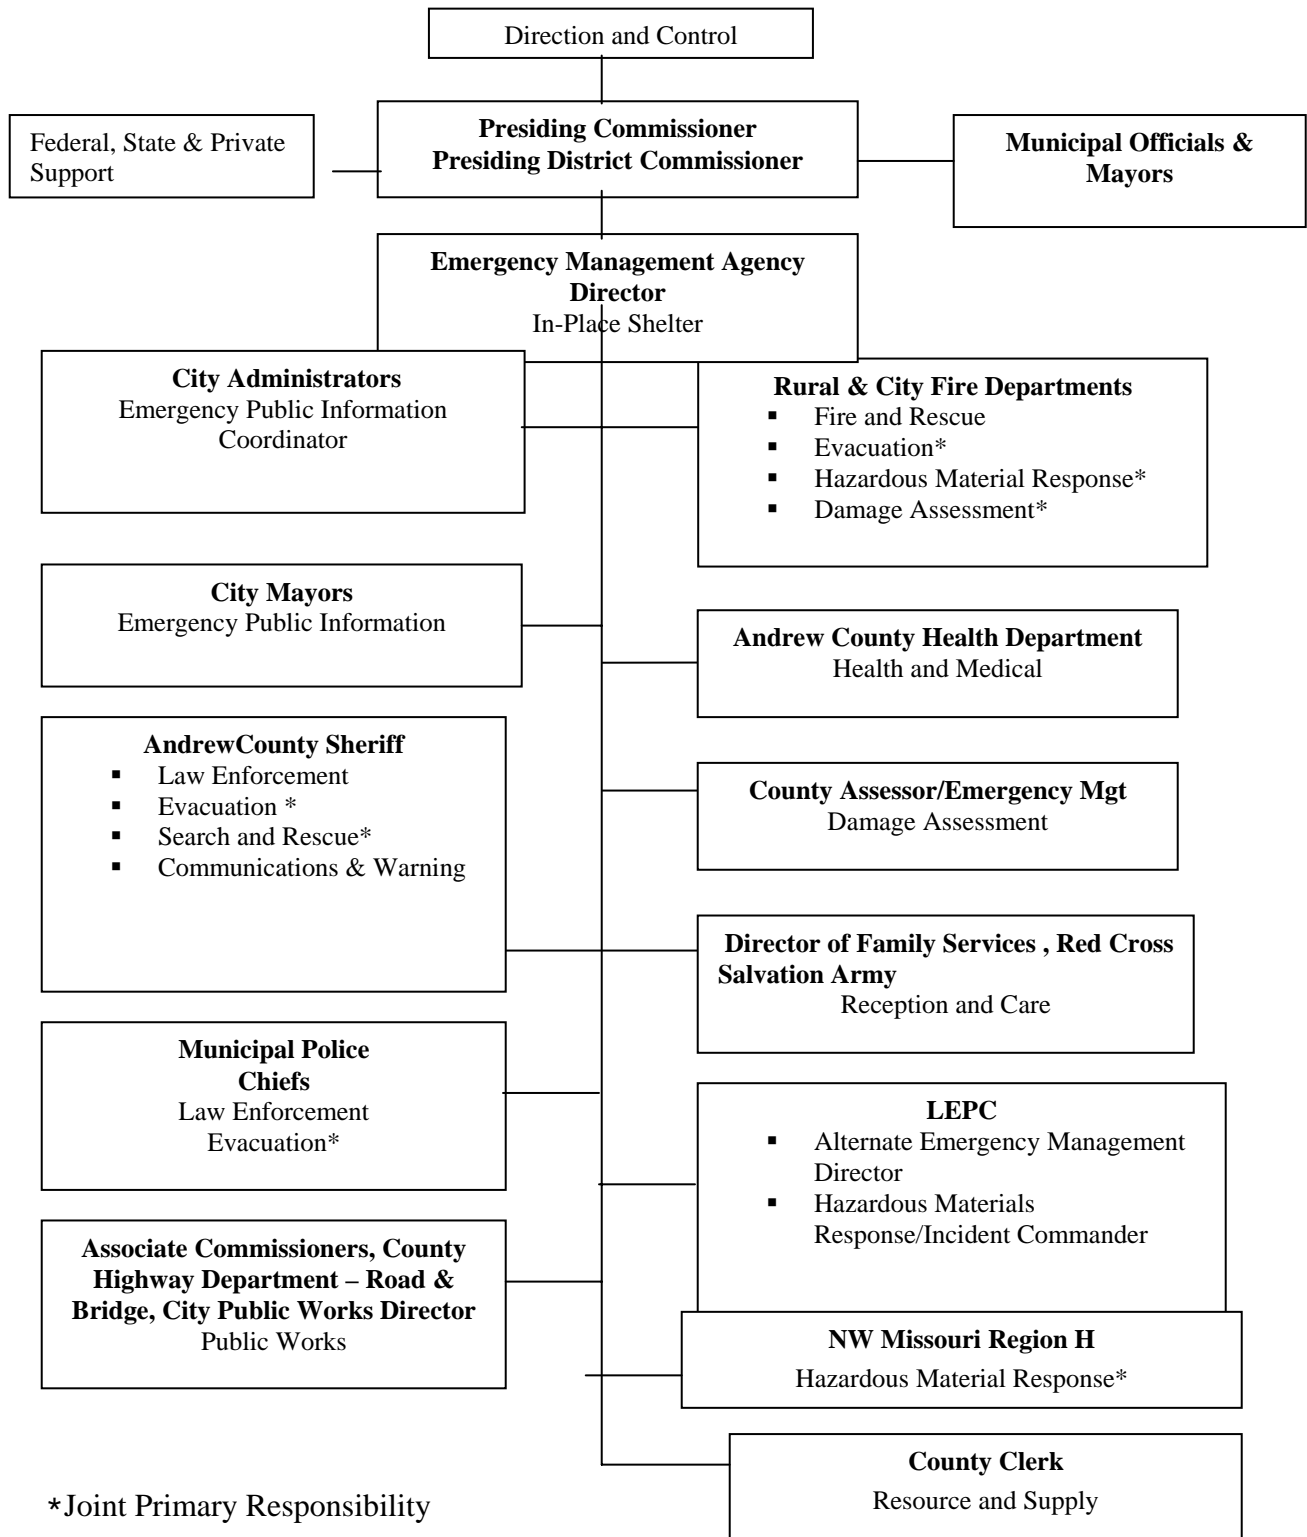 Direction and Control
Federal, State & Private
Support
Presiding Commissioner
Presiding District Commissioner
Municipal Officials &
Mayors
Emergency Management Agency
Director
In-Place Shelter
City Administrators
Emergency Public Information
Coordinator
Rural & City Fire Departments
▪ Fire and Rescue
▪ Evacuation*
▪ Hazardous Material Response*
▪ Damage Assessment*
City Mayors
Emergency Public Information
Andrew County Health Department
Health and Medical
AndrewCounty Sheriff
▪ Law Enforcement
▪ Evacuation *
▪ Search and Rescue*
▪ Communications & Warning
County Assessor/Emergency Mgt
Damage Assessment
Director of Family Services , Red Cross
Salvation Army
Reception and Care
Municipal Police
Chiefs
Law Enforcement
Evacuation*
LEPC
▪ Alternate Emergency Management
Director
▪ Hazardous Materials
Response/Incident Commander
Associate Commissioners, County
Highway Department – Road &
Bridge, City Public Works Director
Public Works
NW Missouri Region H
Hazardous Material Response*
County Clerk
Resource and Supply
*Joint Primary Responsibility